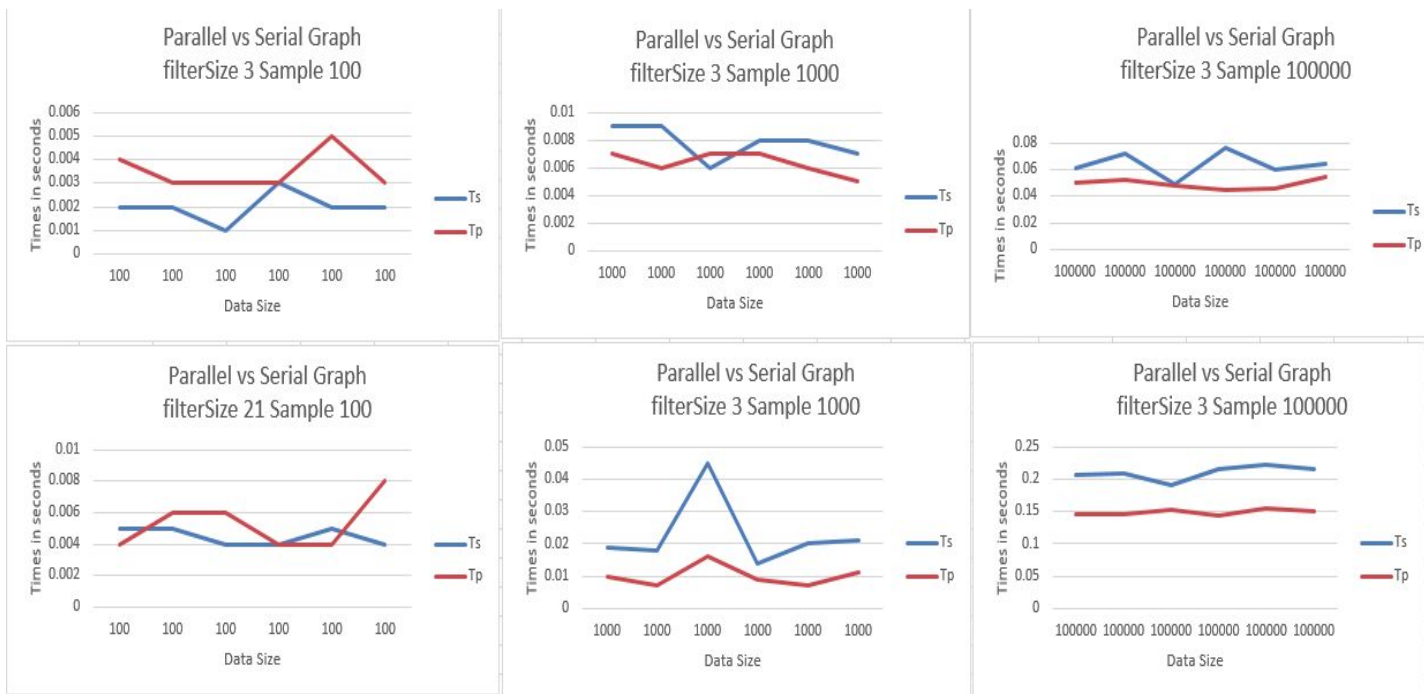 Parallel vs Serial Graph
filterSize 3 Sample 100
Times in seconds
0.006
0.005
0.004
0.003
0.002
0.001
0
100 100 100 100 100 100
Data Size
Ts
Tp
Parallel vs Serial Graph
filterSize 3 Sample 1000
Times in seconds
0.01
0.008
0.006
0.004
0.002
0
1000 1000 1000 1000 1000 1000
Data Size
Ts
Tp
Parallel vs Serial Graph
filterSize 3 Sample 100000
Times in seconds
0.08
0.06
0.04
0.02
0
100000 100000 100000 100000 100000 100000
Data Size
Ts
Tp
Parallel vs Serial Graph
filterSize 21 Sample 100
Times in seconds
0.01
0.008
0.006
0.004
0.002
0
100 100 100 100 100 100
Data Size
Ts
Tp
Parallel vs Serial Graph
filterSize 3 Sample 1000
Times in seconds
0.05
0.04
0.03
0.02
0.01
0
1000 1000 1000 1000 1000 1000
Data Size
Ts
Tp
Parallel vs Serial Graph
filterSize 3 Sample 100000
Times in seconds
0.25
0.2
0.15
0.1
0.05
0
100000 100000 100000 100000 100000 100000
Data Size
Ts
Tp